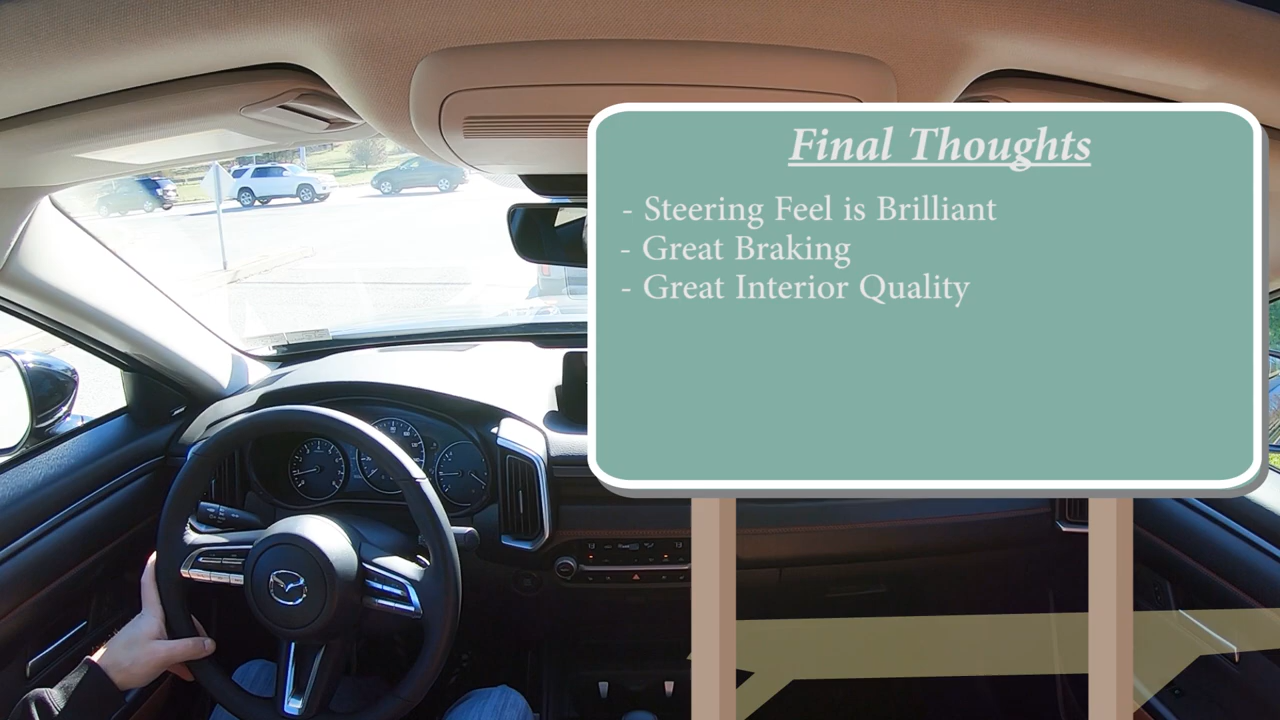 Final Thoughts
- Steering Feel is Brilliant
- Great Braking
- Great Interior Quality